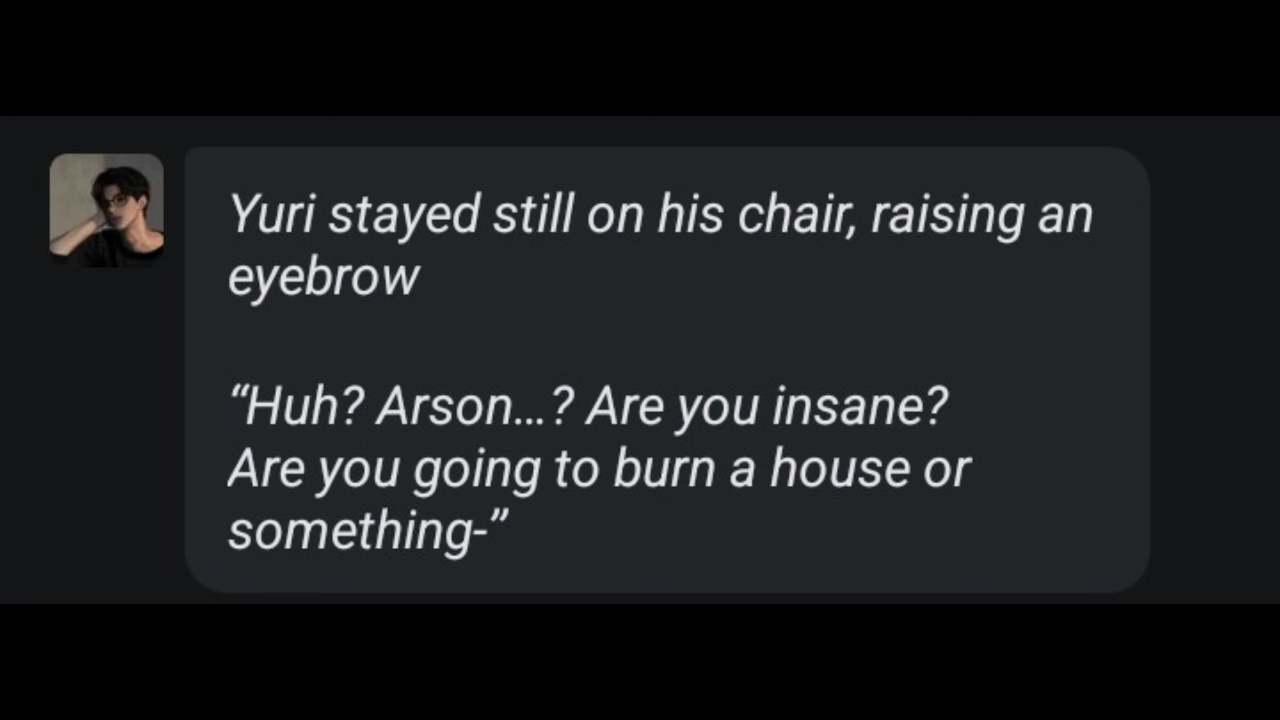 Yuri stayed still on his chair, raising an
eyebrow
“Huh? Arson...? Are you insane?
Are you going to burn a house or
something-”